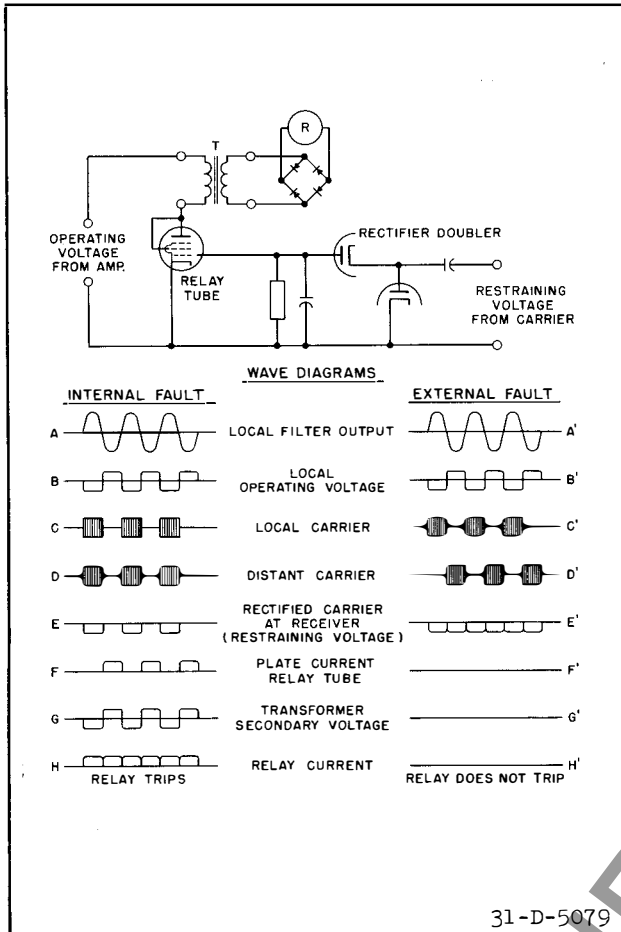 R
T
OPERATING
VOLTAGE
FROM AMP.
RELAY
TUBE
RECTIFIER DOUBLER
RESTRAINING
VOLTAGE
FROM CARRIER
WAVE DIAGRAMS
INTERNAL FAULT
EXTERNAL FAULT
A LOCAL FILTER OUTPUT A'
B LOCAL
OPERATING VOLTAGE B'
C LOCAL CARRIER C'
D DISTANT CARRIER D'
E RECTIFIED CARRIER
AT RECEIVER
(RESTRAINING VOLTAGE) E'
F PLATE CURRENT
RELAY TUBE F'
G TRANSFORMER
SECONDARY VOLTAGE G'
H RELAY CURRENT H'
RELAY TRIPS
RELAY DOES NOT TRIP
31-D-5079